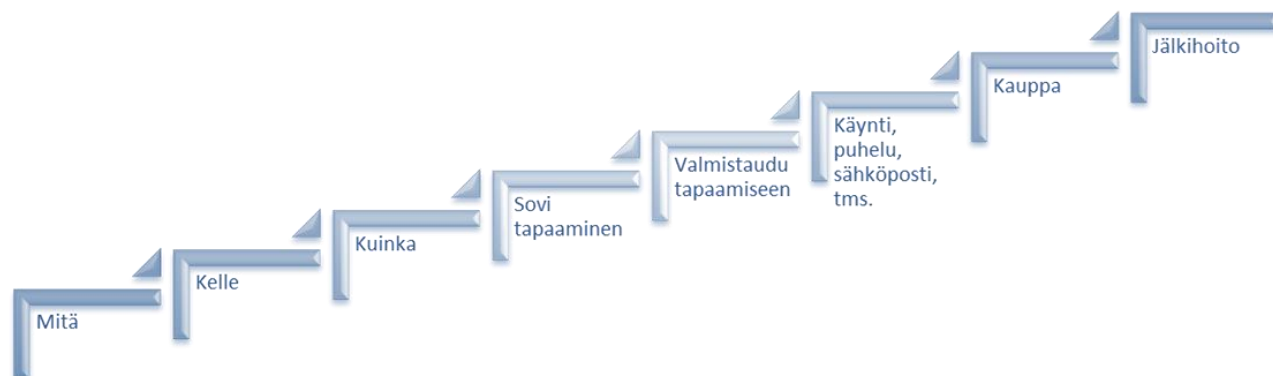 Mitä
Kelle
Kuinka
Sovi
tapaaminen
Valmistaudu
tapaamiseen
Käynti,
puhelu,
sähköposti,
tms.
Kauppa
Jälkihoito